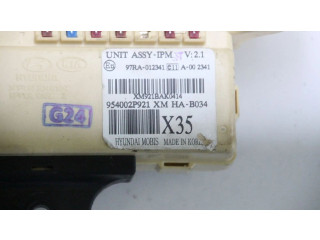 UNIT ASSY-IPM V: 2.1
97RA-012341 A-00 2341
XM921BAK0414
954002P921 XM HA-B034
X35
HYUNDAI MOBIS MADE IN KOREA
G24